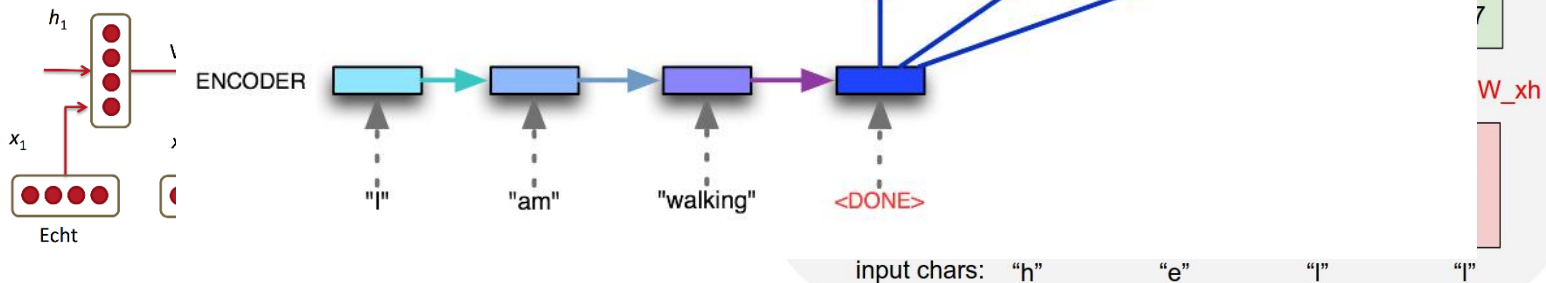 h1
x1
Echt
ENCODER
"I" "am" "walking" <DONE>
W_xh
input chars: “h” “e” “l” “l”